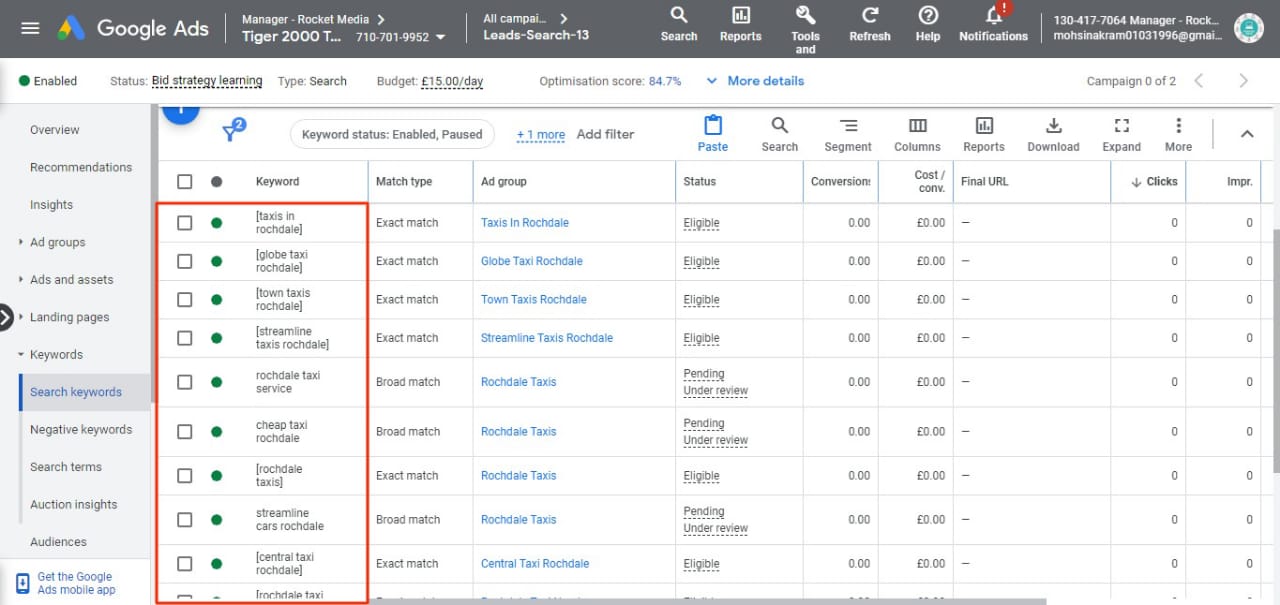 Google Ads
Manager - Rocket Media
Tiger 2000 T... 710-701-9952
All campai...
Leads-Search-13
Search
Reports
Tools
and
Refresh
Help
!
Notifications
130-417-7064 Manager - Rock...
mohsinakram01031996@gmai...
Enabled
Status: Bid strategy learning
Type: Search
Budget: £15.00/day
Optimisation score: 84.7%
More details
Campaign 0 of 2
Overview
Recommendations
Insights
Ad groups
Ads and assets
Landing pages
Keywords
Search keywords
Negative keywords
Search terms
Auction insights
Audiences
Get the Google
Ads mobile app
2
Keyword status: Enabled, Paused
+ 1 more
Add filter
Paste
Search
Segment
Columns
Reports
Download
Expand
More
Keyword Match type Ad group Status Conversions Cost / conv. Final URL Clicks Impr.
[taxis in
rochdale] Exact match Taxis In Rochdale Eligible 0.00 £0.00 — 0 0
[globe taxi
rochdale] Exact match Globe Taxi Rochdale Eligible 0.00 £0.00 — 0 0
[town taxis
rochdale] Exact match Town Taxis Rochdale Eligible 0.00 £0.00 — 0 0
[streamline
taxis rochdale] Exact match Streamline Taxis Rochdale Eligible 0.00 £0.00 — 0 0
rochdale taxi
service Broad match Rochdale Taxis Pending
Under review 0.00 £0.00 — 0 0
cheap taxi
rochdale Broad match Rochdale Taxis Pending
Under review 0.00 £0.00 — 0 0
[rochdale
taxis] Exact match Rochdale Taxis Eligible 0.00 £0.00 — 0 0
streamline
cars rochdale Broad match Rochdale Taxis Pending
Under review 0.00 £0.00 — 0 0
[central taxi
rochdale] Exact match Central Taxi Rochdale Eligible 0.00 £0.00 — 0 0
[rochdale taxi